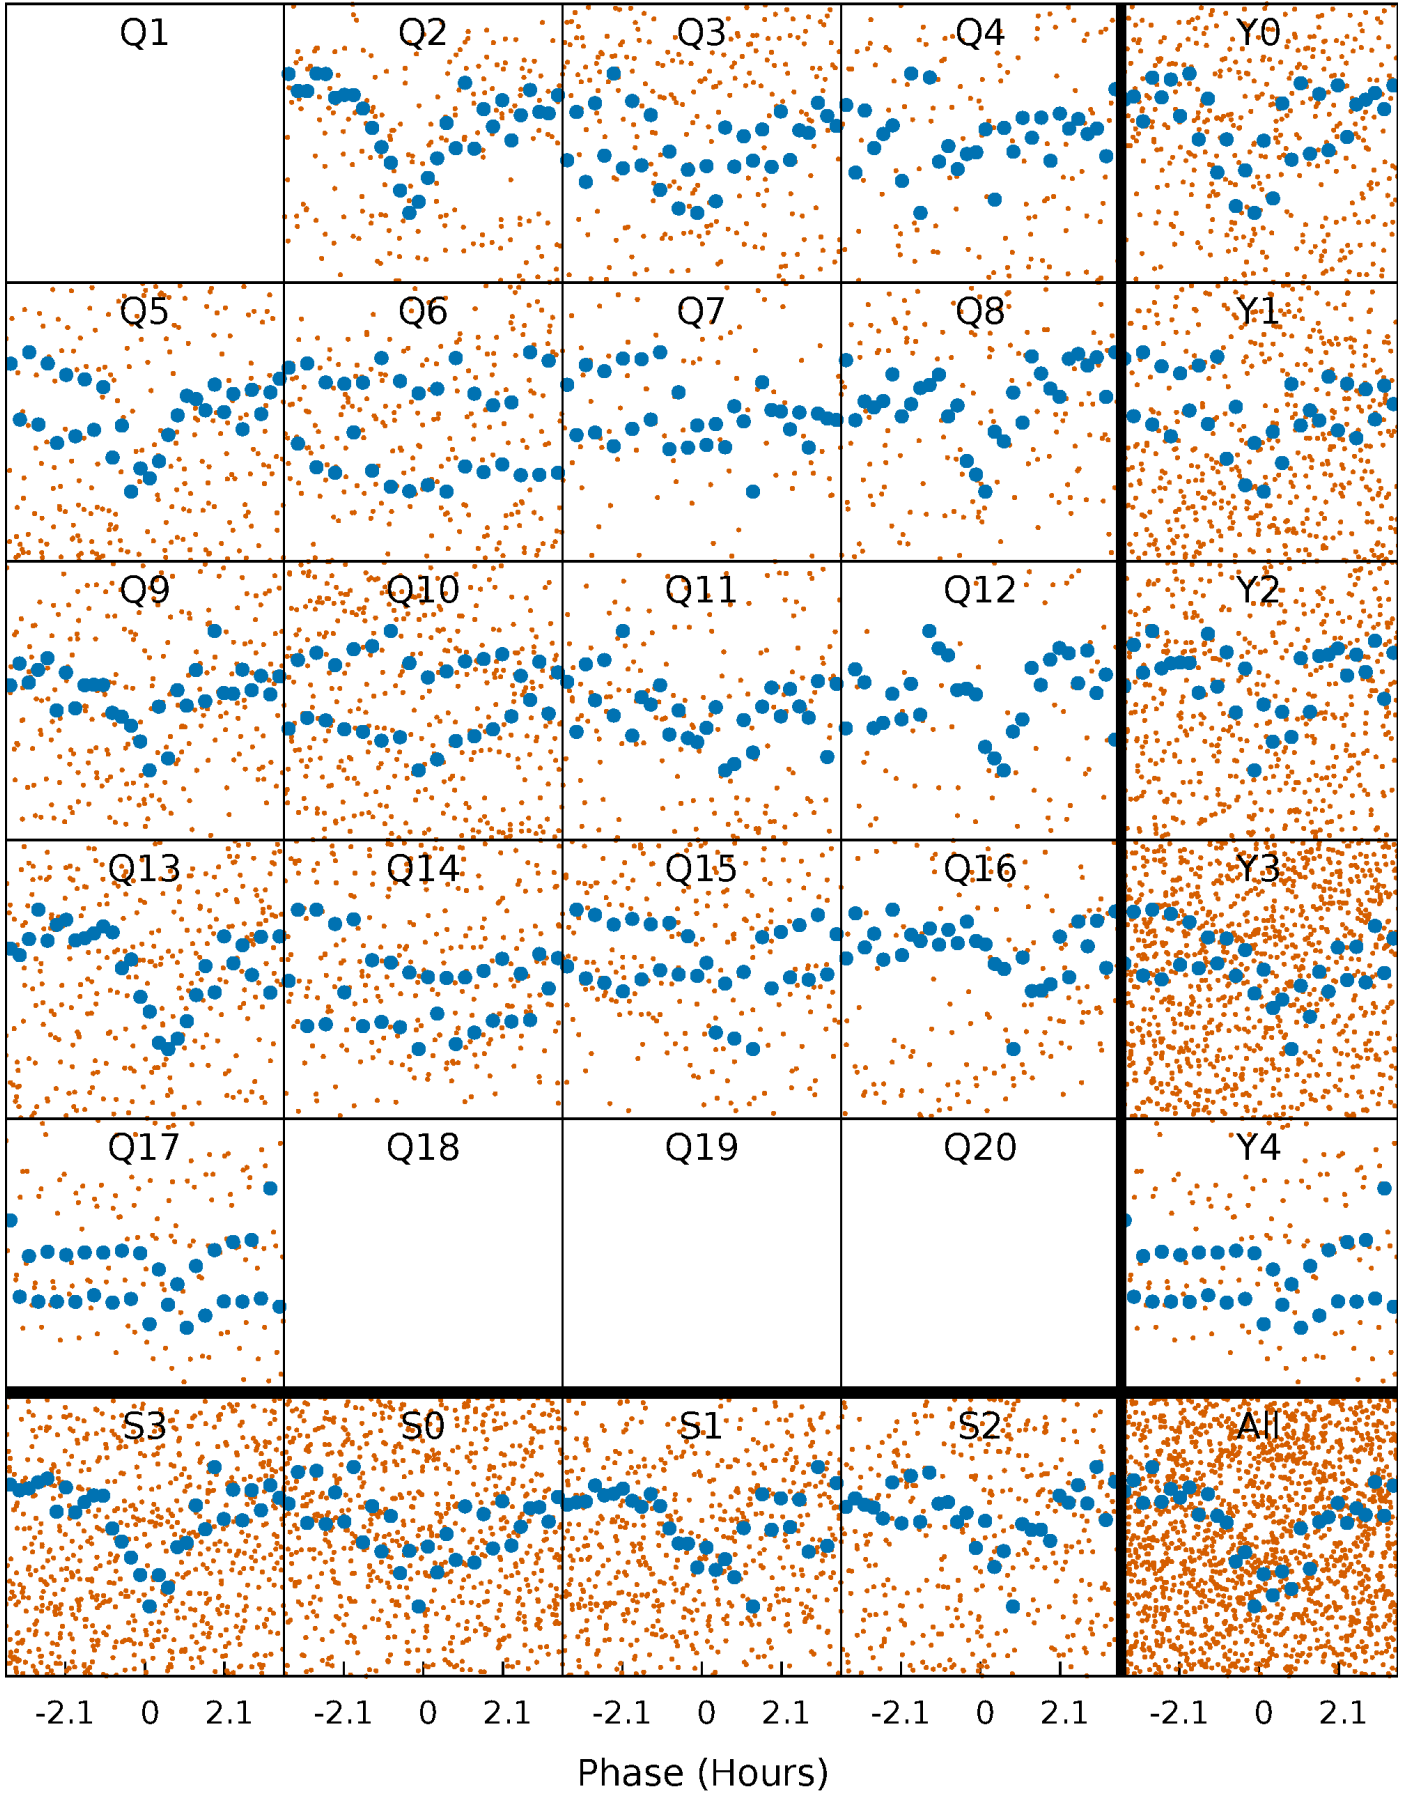 Q1 Q2 Q3 Q4 Y0
Q5 Q6 Q7 Q8 Y1
Q9 Q10 Q11 Q12 Y2
Q13 Q14 Q15 Q16 Y3
Q17 Q18 Q19 Q20 Y4
S3 S0 S1 S2 All
-2.1 0 2.1 -2.1 0 2.1 -2.1 0 2.1 -2.1 0 2.1 -2.1 0 2.1
Phase (Hours)